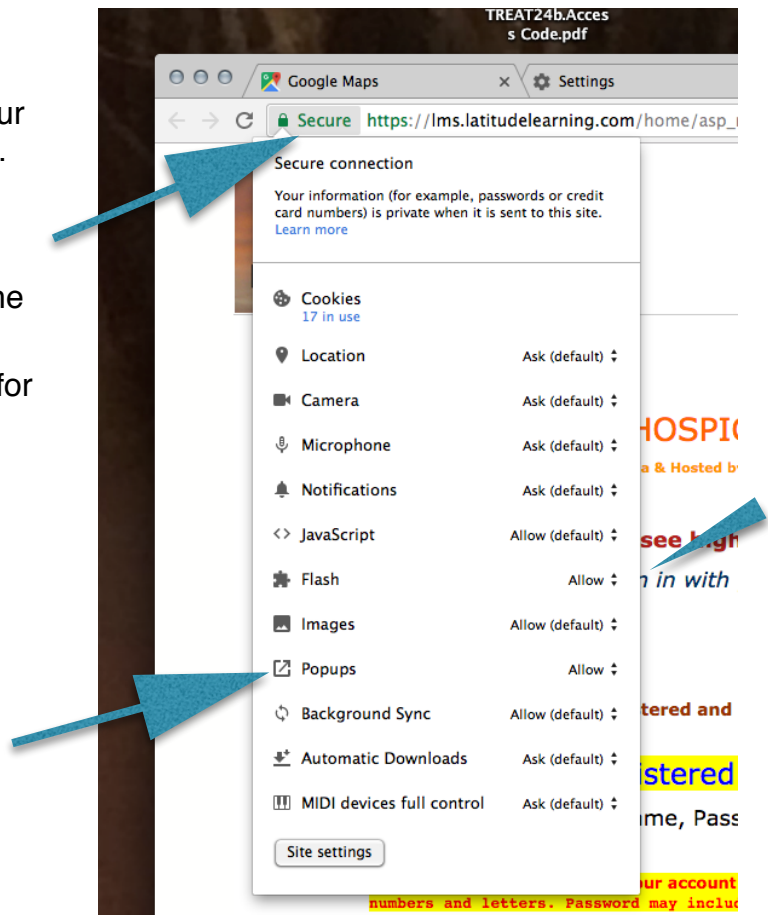 TREAT24b.Acces
s Code.pdf
Google Maps
Settings
Secure https://lms.latitudelearning.com/home/asp_
ur
.
Secure connection
Your information (for example, passwords or credit
card numbers) is private when it is sent to this site.
Learn more
ne
for
Cookies
17 in use
Location Ask (default)
Camera Ask (default)
Microphone Ask (default)
Notifications Ask (default)
JavaScript Allow (default)
Flash Allow
Images Allow (default)
Popups Allow
Background Sync Allow (default)
Automatic Downloads Ask (default)
MIDI devices full control Ask (default)
Site settings
HOSPI
a & Hosted b
see high
in with
tered and
istered
me, Pass
ur account
numbers and letters. Password may inclu